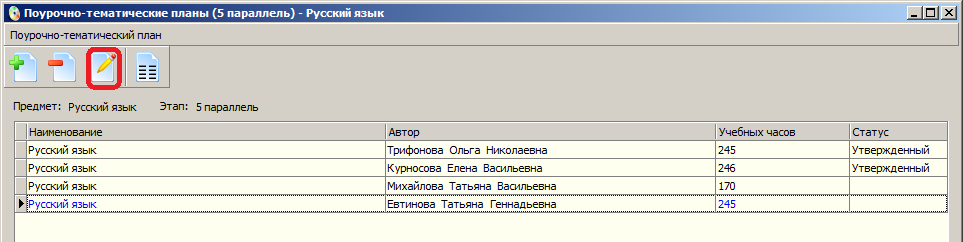 Поурочно-тематические планы (5 параллель) - Русский язык
Поурочно-тематический план
Предмет: Русский язык Этап: 5 параллель
Наименование Автор Учебных часов Статус
Русский язык Трифонова Ольга Николаевна 245 Утвержденный
Русский язык Курносова Елена Васильевна 246 Утвержденный
Русский язык Михайлова Татьяна Васильевна 170
Русский язык Евтинова Татьяна Геннадьевна 245